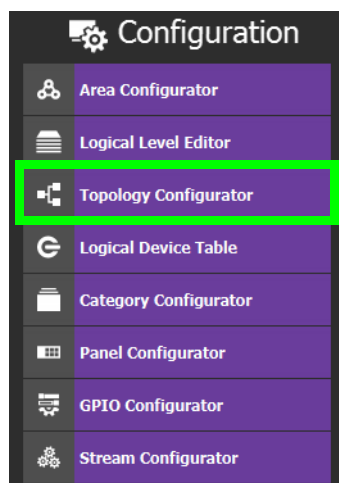 Configuration
Area Configurator
Logical Level Editor
Topology Configurator
Logical Device Table
Category Configurator
Panel Configurator
GPIO Configurator
Stream Configurator